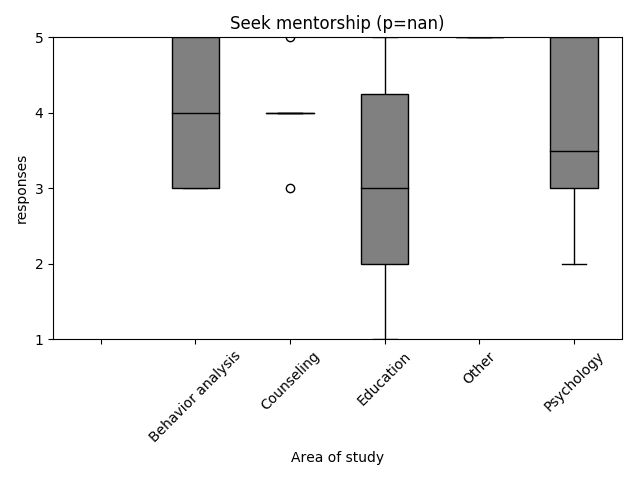 Seek mentorship (p=nan)
5
4
3
2
1
responses
Behavior analysis
Counseling
Education
Other
Psychology
Area of study